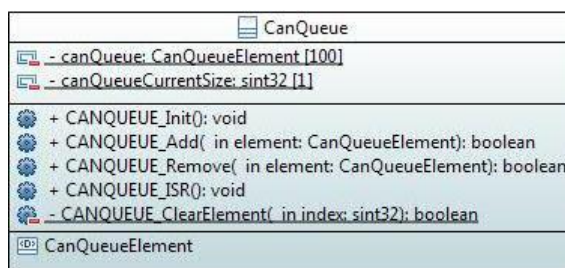 CanQueue
- canQueue: CanQueueElement [100]
- canQueueCurrentSize: sint32 [1]
+ CANQUEUE_Init(): void
+ CANQUEUE_Add( in element: CanQueueElement): boolean
+ CANQUEUE_Remove( in element: CanQueueElement): boolean
+ CANQUEUE_ISR(): void
- CANQUEUE_ClearElement( in index: sint32): boolean
<D> CanQueueElement